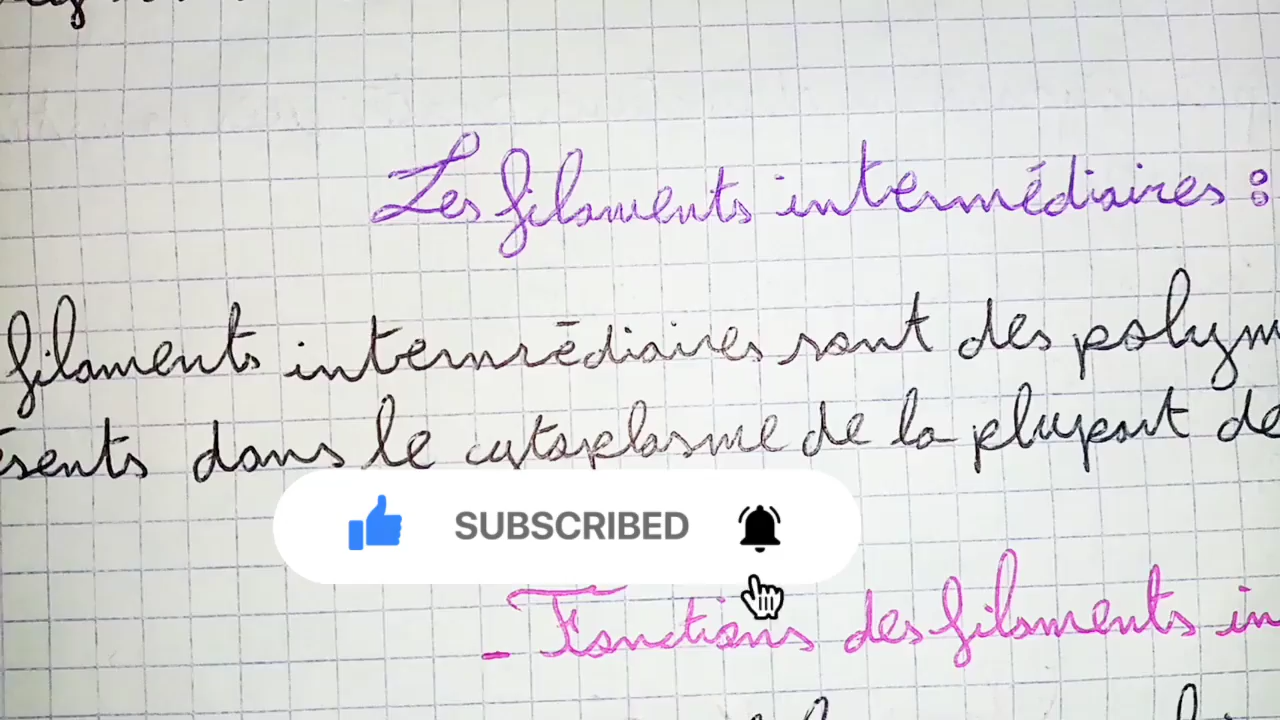 Les filaments intermédiaires :
filaments intermédiaires sont des polym
ésents dans le cytoplasme de la plupart de
SUBSCRIBED
- Fonctions des filaments in